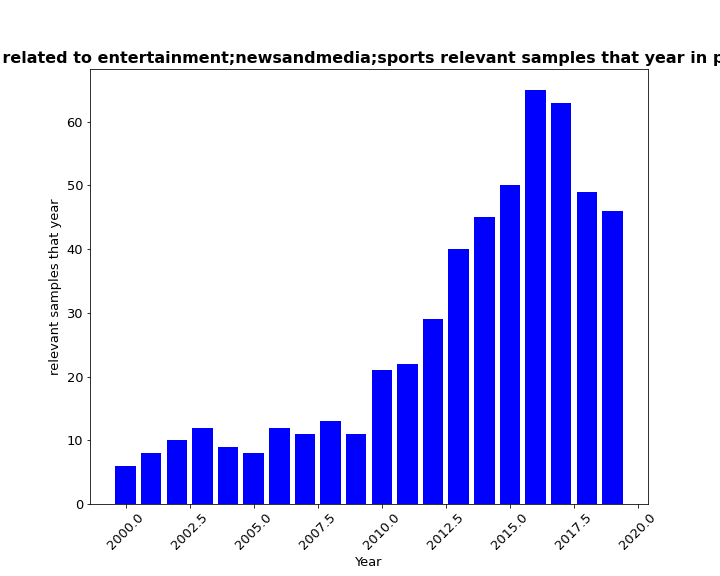 related to entertainment;newsandmedia;sports relevant samples that year in p
relevant samples that year
60
50
40
30
20
10
0
2000.0 2002.5 2005.0 2007.5 2010.0 2012.5 2015.0 2017.5 2020.0
Year